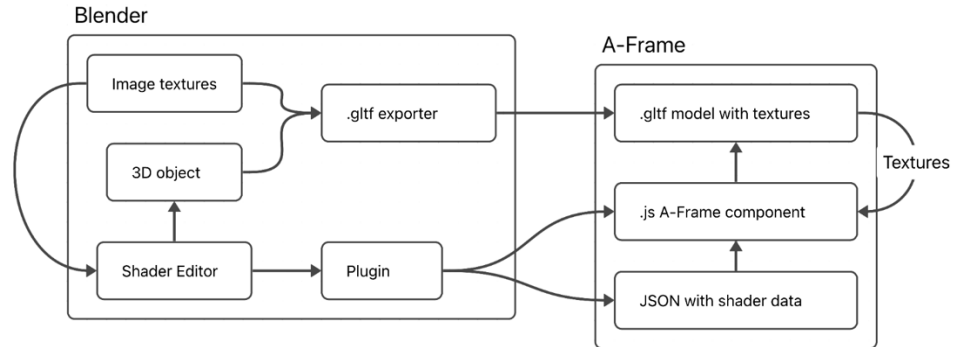 Blender
A-Frame
Image textures
.gltf exporter
.gltf model with textures
3D object
Textures
.js A-Frame component
Shader Editor
Plugin
JSON with shader data